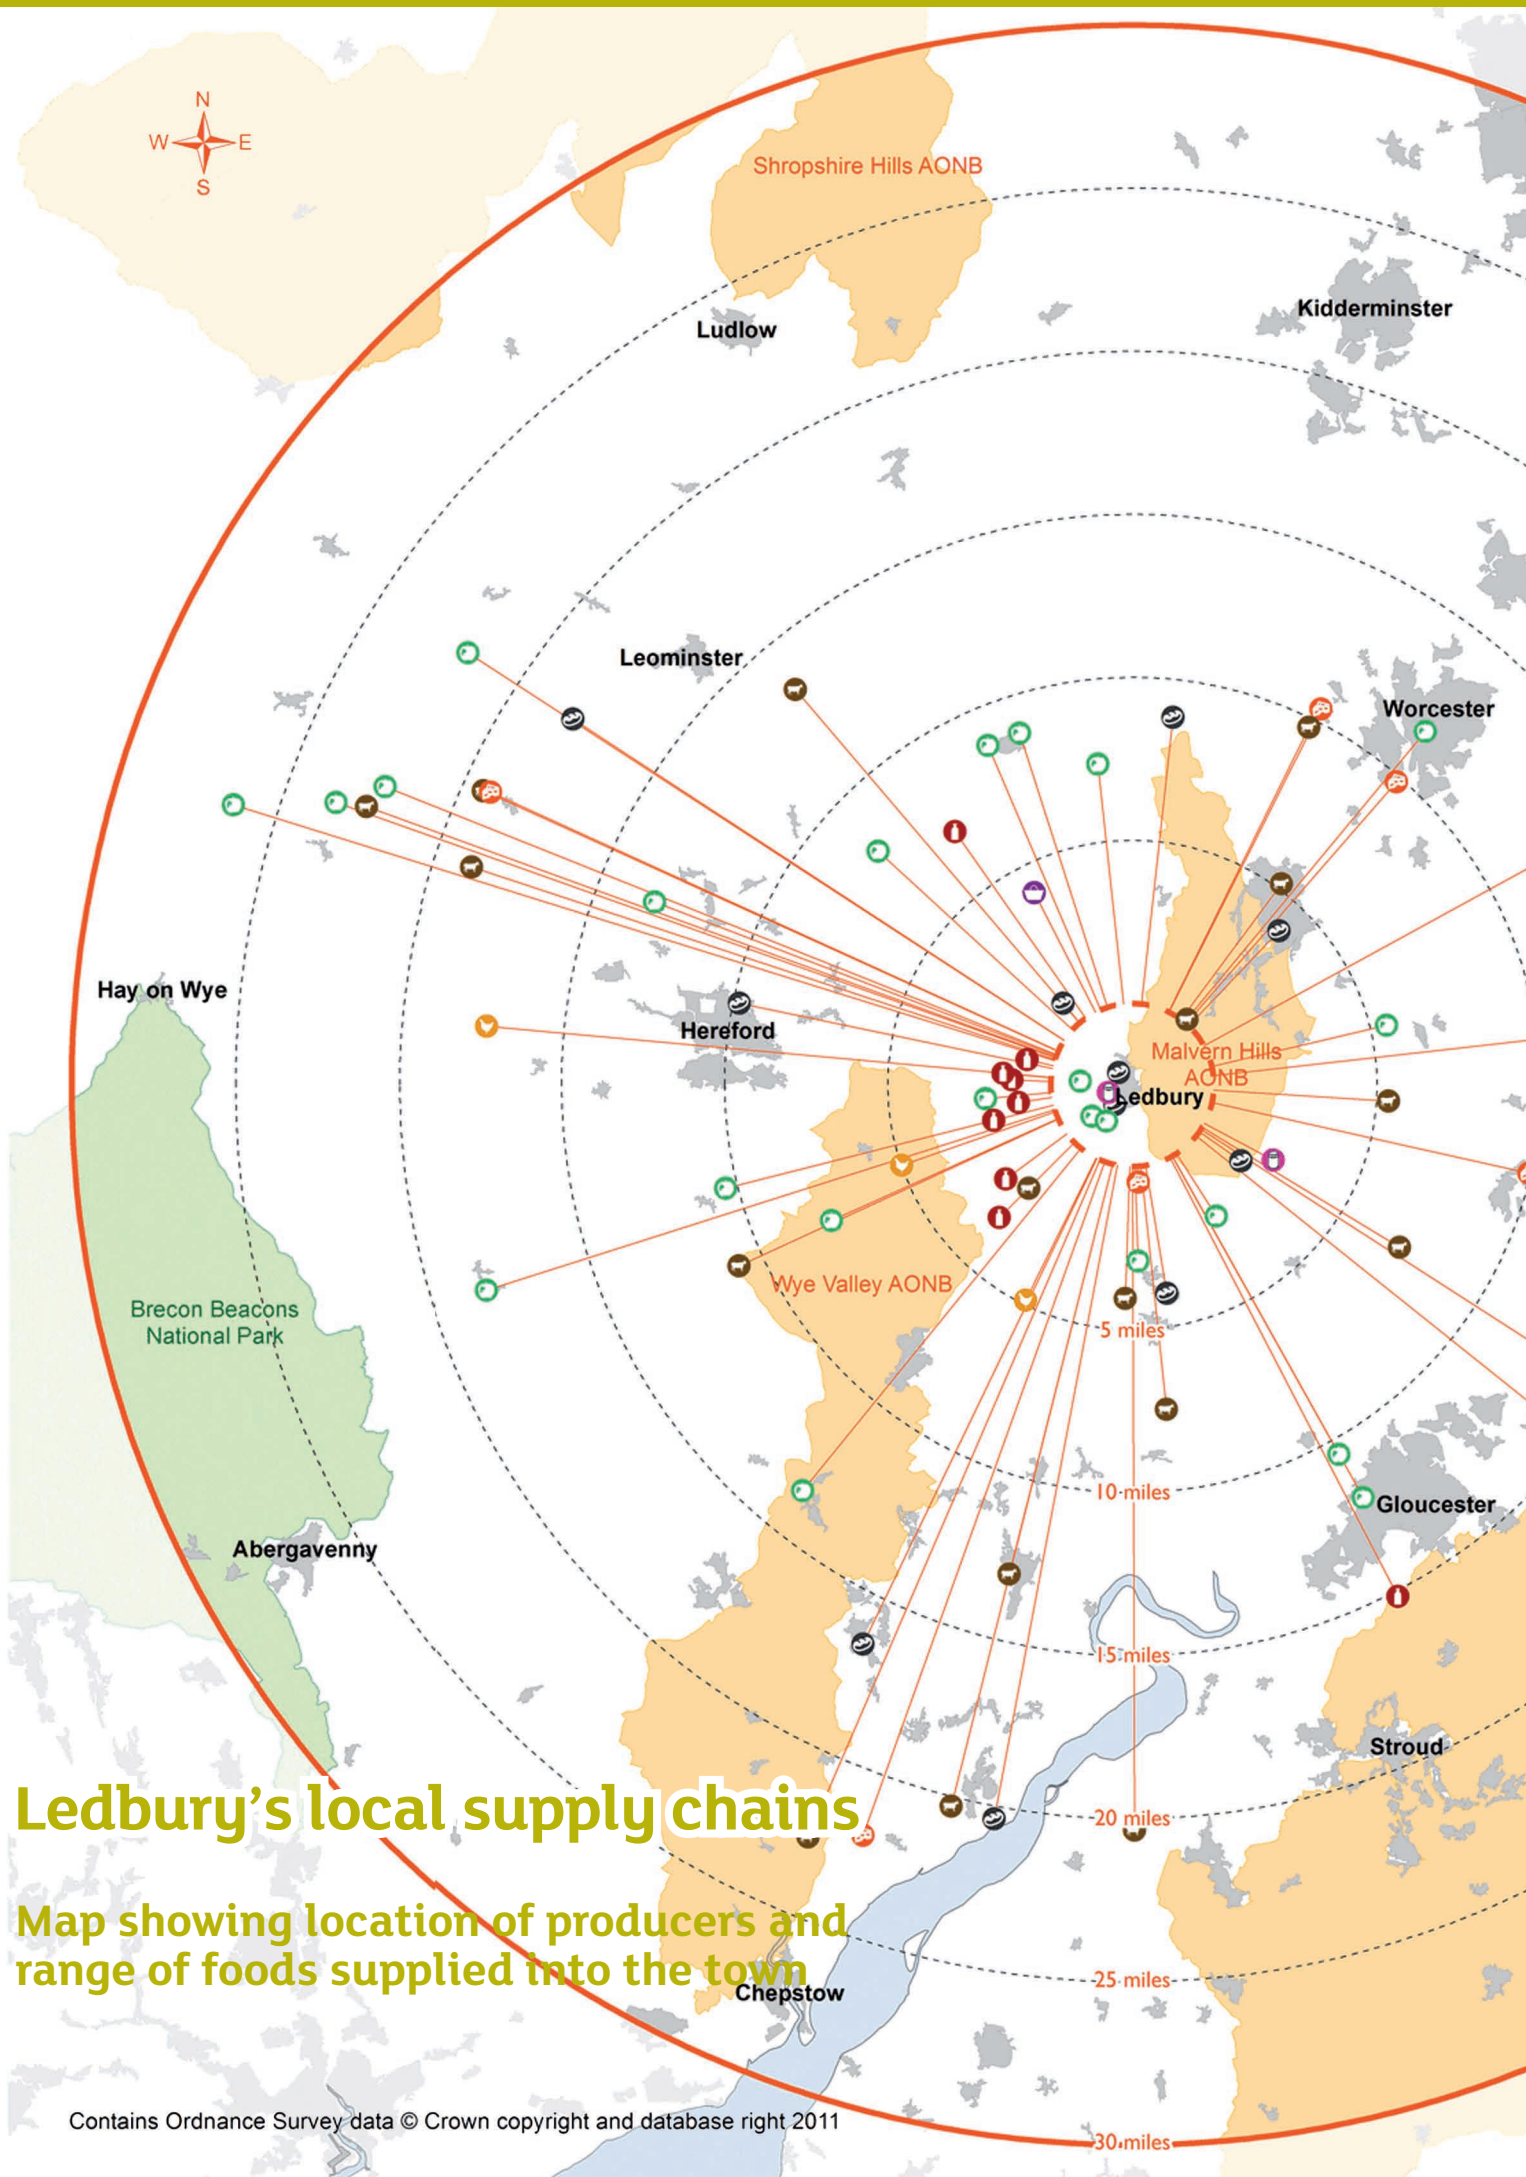 N
W E
S
Shropshire Hills AONB
Kidderminster
Ludlow
Leominster
Worcester
Hay on Wye
Hereford
Malvern Hills
AONB
Ledbury
Wye Valley AONB
Brecon Beacons
National Park
5 miles
10 miles
Gloucester
Abergavenny
15 miles
Stroud
Ledbury’s local supply chains
20 miles
Map showing location of producers and
range of foods supplied into the town
25 miles
Chepstow
Contains Ordnance Survey data © Crown copyright and database right 2011
30 miles